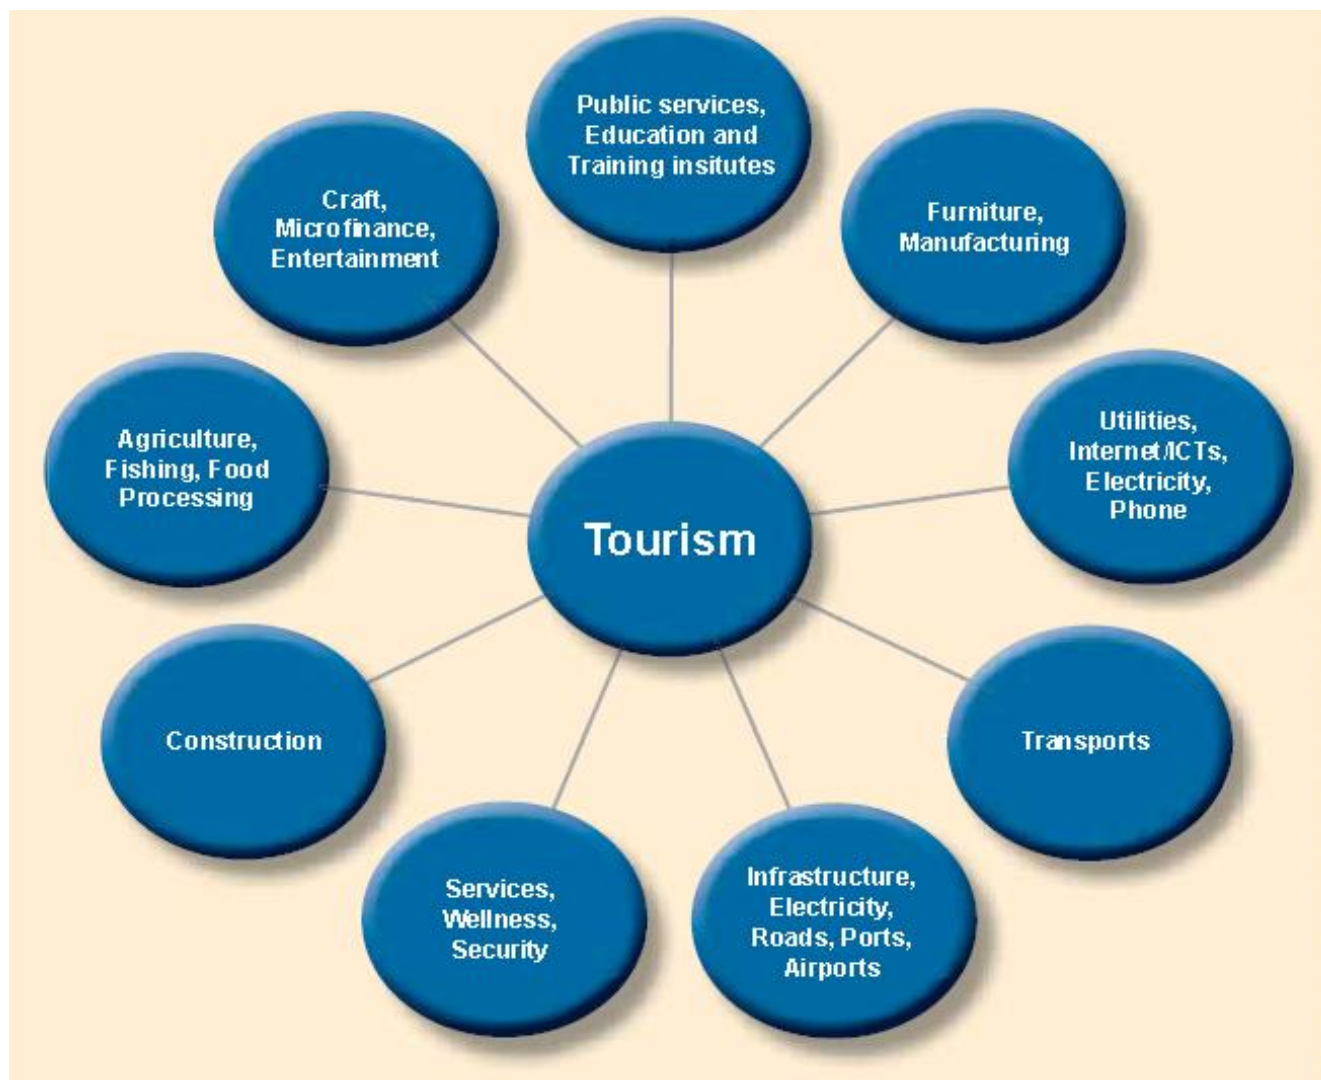 Public services,
Education and
Training insitutes
Furniture,
Manufacturing
Utilities,
Internet/ICTs,
Electricity,
Phone
Transports
Infrastructure,
Electricity,
Roads, Ports,
Airports
Services,
Wellness,
Security
Construction
Agriculture,
Fishing, Food
Processing
Craft,
Microfinance,
Entertainment
Tourism